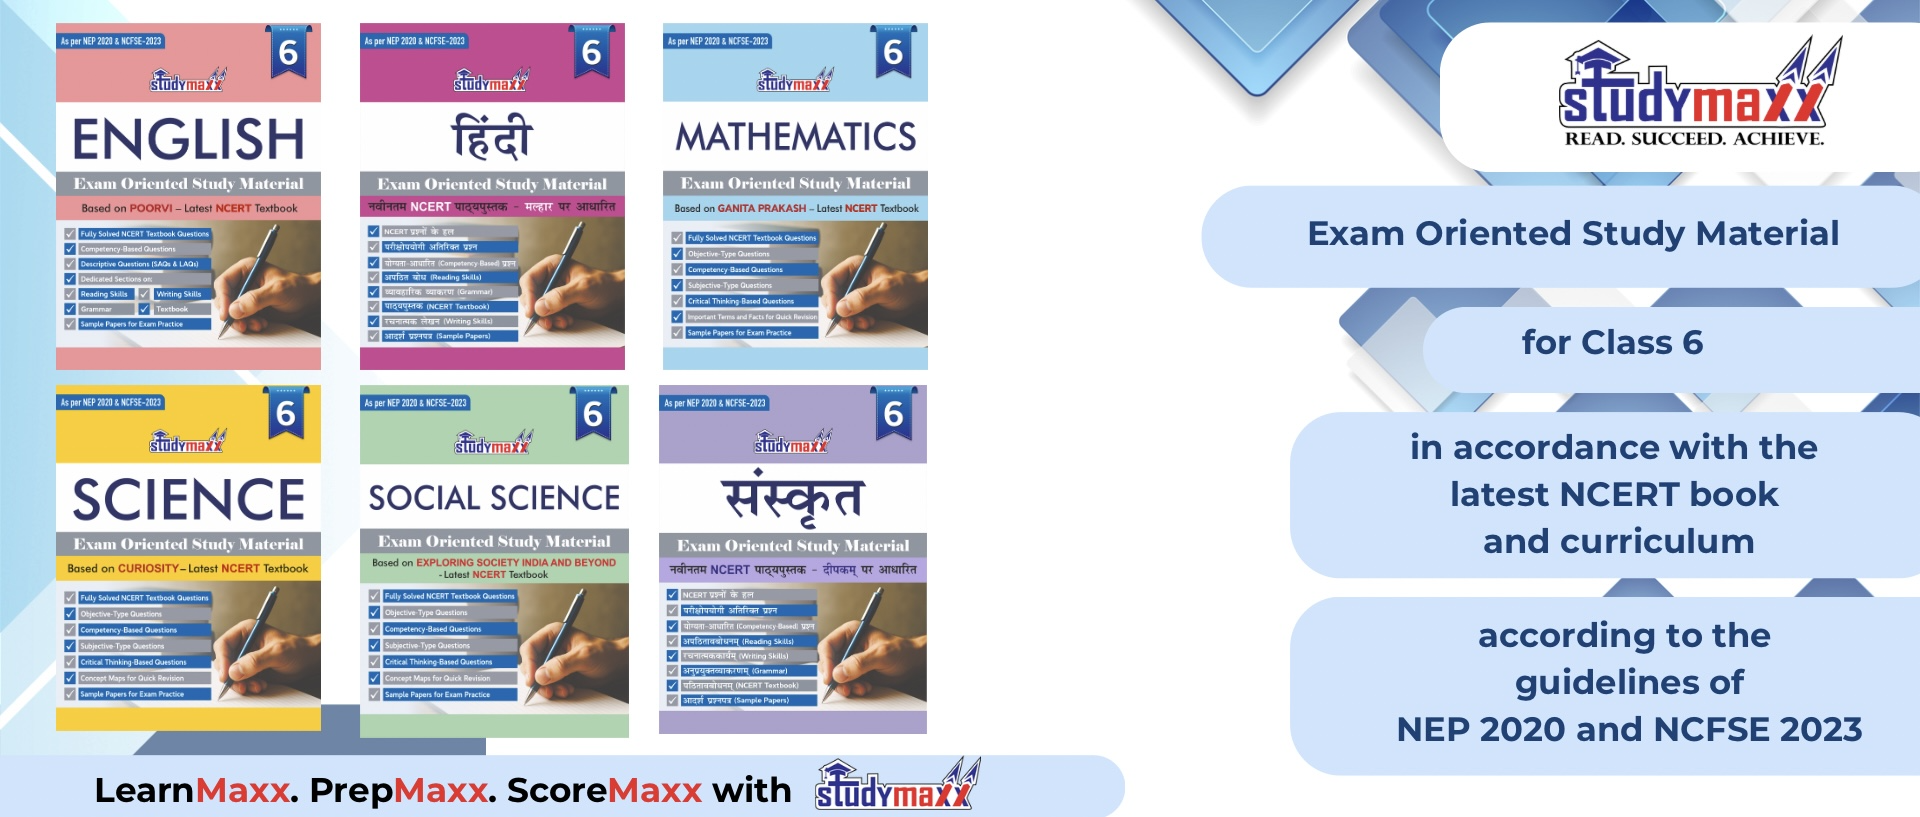 As per NEP 2020 & NCFSE-2023
6
studymaxx
ENGLISH
Exam Oriented Study Material
Based on POORVI – Latest NCERT Textbook
Fully Solved NCERT Textbook Questions
Competency-Based Questions
Descriptive Questions (SAQs & LAQs)
Dedicated Sections on:
Reading Skills Writing Skills
Grammar Textbook
Sample Papers for Exam Practice
As per NEP 2020 & NCFSE-2023
6
studymaxx
हिंदी
Exam Oriented Study Material
नवीनतम NCERT पाठ्यपुस्तक - मल्हार पर आधारित
NCERT प्रश्नों के हल
परीक्षोपयोगी अतिरिक्त प्रश्न
योग्यता-आधारित (Competency-Based) प्रश्न
अपठित बोध (Reading Skills)
व्यावहारिक व्याकरण (Grammar)
पाठ्यपुस्तक (NCERT Textbook)
रचनात्मक लेखन (Writing Skills)
आदर्श प्रश्नपत्र (Sample Papers)
As per NEP 2020 & NCFSE-2023
6
studymaxx
MATHEMATICS
Exam Oriented Study Material
Based on GANITA PRAKASH – Latest NCERT Textbook
Fully Solved NCERT Textbook Questions
Objective-Type Questions
Competency-Based Questions
Subjective-Type Questions
Critical Thinking-Based Questions
Important Terms and Facts for Quick Revision
Sample Papers for Exam Practice
As per NEP 2020 & NCFSE-2023
6
studymaxx
SCIENCE
Exam Oriented Study Material
Based on CURIOSITY – Latest NCERT Textbook
Fully Solved NCERT Textbook Questions
Objective-Type Questions
Competency-Based Questions
Subjective-Type Questions
Critical Thinking-Based Questions
Concept Maps for Quick Revision
Sample Papers for Exam Practice
As per NEP 2020 & NCFSE-2023
6
studymaxx
SOCIAL SCIENCE
Exam Oriented Study Material
Based on EXPLORING SOCIETY INDIA AND BEYOND
- Latest NCERT Textbook
Fully Solved NCERT Textbook Questions
Objective-Type Questions
Competency-Based Questions
Subjective-Type Questions
Critical Thinking-Based Questions
Concept Maps for Quick Revision
Sample Papers for Exam Practice
As per NEP 2020 & NCFSE-2023
6
studymaxx
संस्कृत
Exam Oriented Study Material
नवीनतम NCERT पाठ्यपुस्तक - दीपकम् पर आधारित
NCERT प्रश्नों के हल
परीक्षोपयोगी अतिरिक्त प्रश्न
योग्यता-आधारित (Competency-Based) प्रश्न
अपठितावबोधनम् (Reading Skills)
रचनात्मककार्यम् (Writing Skills)
अनुप्रयुक्तव्याकरणम् (Grammar)
पठितावबोधनम् (NCERT Textbook)
आदर्श प्रश्नपत्र (Sample Papers)
LearnMaxx. PrepMaxx. ScoreMaxx with studymaxx
studymaxx
READ. SUCCEED. ACHIEVE.
Exam Oriented Study Material
for Class 6
in accordance with the
latest NCERT book
and curriculum
according to the
guidelines of
NEP 2020 and NCFSE 2023